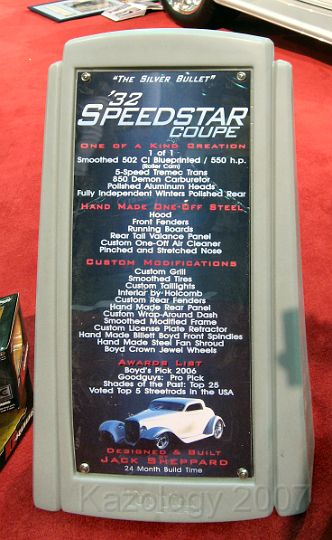 "The Silver Bullet"
'32
Speedstar
Coupe
One of a Kind Creation
1 of 1
Smoothed 502 CI Blueprinted / 550 h.p.
(Roller Cam)
5-Speed Tremec Trans
850 Demon Carburetor
Polished Aluminum Heads
Fully Independent Winters Polished Rear
Hand Made One-Off Steel
Hood
Front Fenders
Running Boards
Rear Tail Valance Panel
Custom One-Off Air Cleaner
Pinched and Stretched Nose
Custom Modifications
Custom Grill
Smoothed Tires
Custom Taillights
Interior by Holcomb
Custom Rear Fenders
Hand Made Rear Panel
Custom Wrap-Around Dash
Smoothed Modified Frame
Custom License Plate Retractor
Hand Made Billett Boyd Front Spindles
Hand Made Steel Fan Shroud
Boyd Crown Jewel Wheels
Awards List
Boyd's Pick 2006
Goodguys: Pro Pick
Shades of the Past: Top 25
Voted Top 5 Streetrods in the USA
Designed & Built
by
Jack Sheppard
24 Month Build Time
Kazology 2007